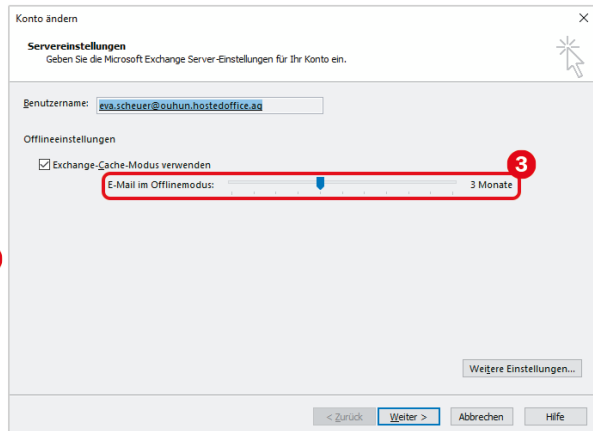 Konto ändern
Servereinstellungen
Geben Sie die Microsoft Exchange Server-Einstellungen für Ihr Konto ein.
Benutzername: eva.scheuer@ouhun.hostedoffice.ag
Offlineeinstellungen
Exchange-Cache-Modus verwenden
3
E-Mail im Offlinemodus: 3 Monate
Weitere Einstellungen...
< Zurück Weiter > Abbrechen Hilfe